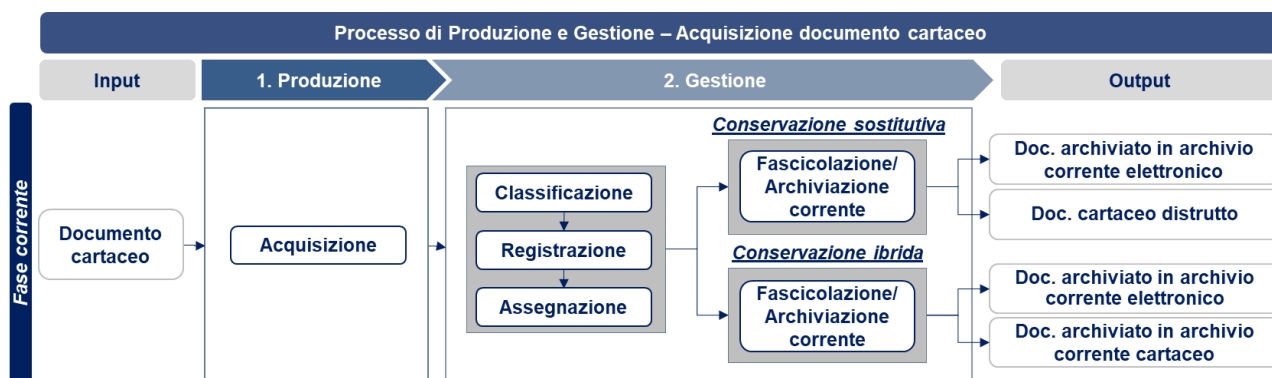 Processo di Produzione e Gestione – Acquisizione documento cartaceo
Input
1. Produzione
2. Gestione
Output
Fase corrente
Documento
cartaceo
Acquisizione
Classificazione
Registrazione
Assegnazione
Conservazione sostitutiva
Fascicolazione/
Archiviazione
corrente
Conservazione ibrida
Fascicolazione/
Archiviazione
corrente
Doc. archiviato in archivio
corrente elettronico
Doc. cartaceo distrutto
Doc. archiviato in archivio
corrente elettronico
Doc. archiviato in archivio
corrente cartaceo